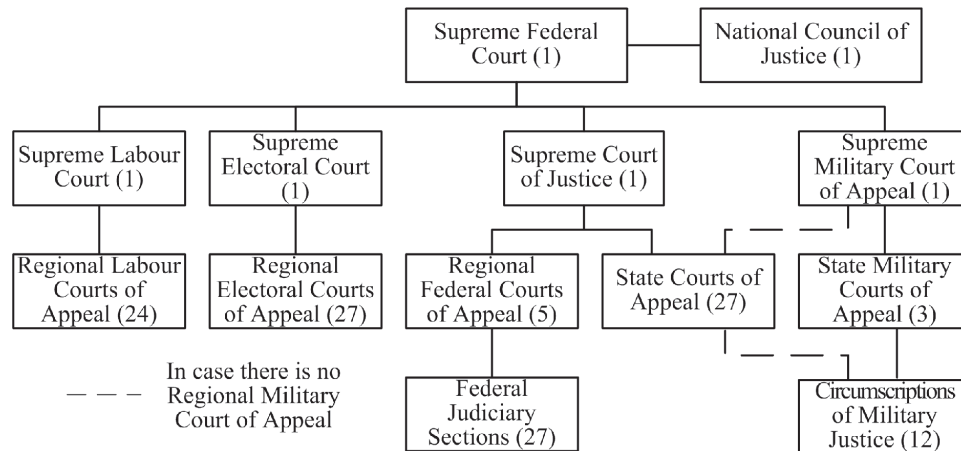 Supreme Federal
Court (1)
National Council of
Justice (1)
Supreme Labour
Court (1)
Supreme
Electoral Court
(1)
Supreme Court
of Justice (1)
Supreme
Military Court
of Appeal (1)
Regional Labour
Courts of
Appeal (24)
Regional
Electoral Courts
of Appeal (27)
Regional
Federal Courts
of Appeal (5)
State Courts of
Appeal (27)
State Military
Courts of
Appeal (3)
In case there is no
Regional Military
Court of Appeal
Federal
Judiciary
Sections (27)
Circumscriptions
of Military
Justice (12)